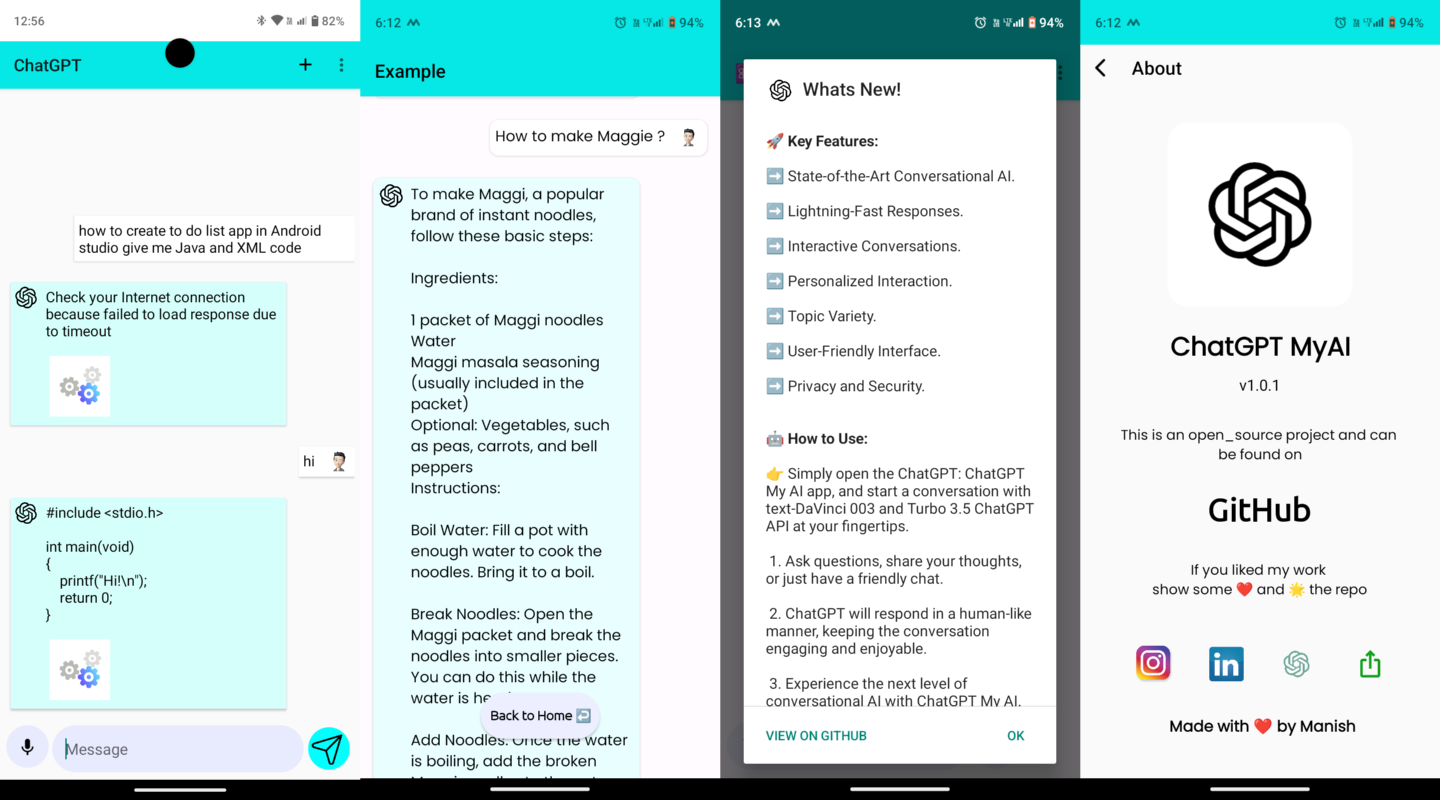 12:56
82%
ChatGPT
how to create to do list app in Android
studio give me Java and XML code
Check your Internet connection
because failed to load response due
to timeout
hi
#include <stdio.h>
int main(void)
{
printf("Hi!\n");
return 0;
}
Message
6:12
94%
Example
How to make Maggie ?
To make Maggi, a popular
brand of instant noodles,
follow these basic steps:
Ingredients:
1 packet of Maggi noodles
Water
Maggi masala seasoning
(usually included in the
packet)
Optional: Vegetables, such
as peas, carrots, and bell
peppers
Instructions:
Boil Water: Fill a pot with
enough water to cook the
noodles. Bring it to a boil.
Break Noodles: Open the
Maggi packet and break the
noodles into smaller pieces.
You can do this while the
water is
Back to Home
Add Noodles: Once the water
is boiling, add the broken
6:13
94%
Whats New!
🚀 Key Features:
➡️ State-of-the-Art Conversational AI.
➡️ Lightning-Fast Responses.
➡️ Interactive Conversations.
➡️ Personalized Interaction.
➡️ Topic Variety.
➡️ User-Friendly Interface.
➡️ Privacy and Security.
🤖 How to Use:
👉 Simply open the ChatGPT: ChatGPT
My AI app, and start a conversation with
text-DaVinci 003 and Turbo 3.5 ChatGPT
API at your fingertips.
1. Ask questions, share your thoughts,
or just have a friendly chat.
2. ChatGPT will respond in a human-like
manner, keeping the conversation
engaging and enjoyable.
3. Experience the next level of
conversational AI with ChatGPT My AI.
VIEW ON GITHUB
OK
6:12
94%
About
ChatGPT MyAI
v1.0.1
This is an open_source project and can
be found on
GitHub
If you liked my work
show some ❤️ and 🌟 the repo
in
Made with ❤️ by Manish